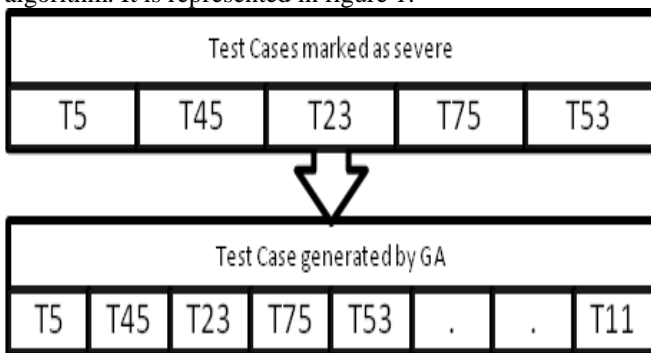 algorithm. It is represented in figure 1.
Test Cases marked as severe
T5 T45 T23 T75 T53
Test Case generated by GA
T5 T45 T23 T75 T53 . . T11